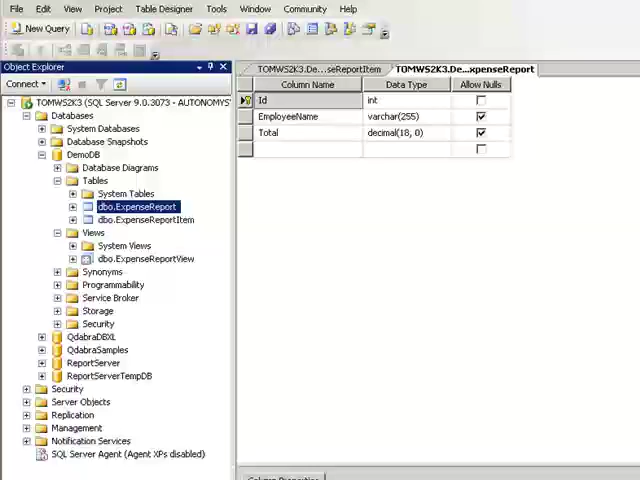 File Edit View Project Table Designer Tools Window Community Help
New Query
Object Explorer
Connect
TOMWS2K3 (SQL Server 9.0.3073 - AUTONOMYS
Databases
System Databases
Database Snapshots
DemoDB
Database Diagrams
Tables
System Tables
dbo.ExpenseReport
dbo.ExpenseReportItem
Views
System Views
dbo.ExpenseReportView
Synonyms
Programmability
Service Broker
Storage
Security
QdabraDBXL
QdabraSamples
ReportServer
ReportServerTempDB
Security
Server Objects
Replication
Management
Notification Services
SQL Server Agent (Agent XPs disabled)
TOMWS2K3.De...seReportItem TOMWS2K3.De...xpenseReport
Column Name Data Type Allow Nulls
Id int
EmployeeName varchar(255)
Total decimal(18, 0)
Column Properties